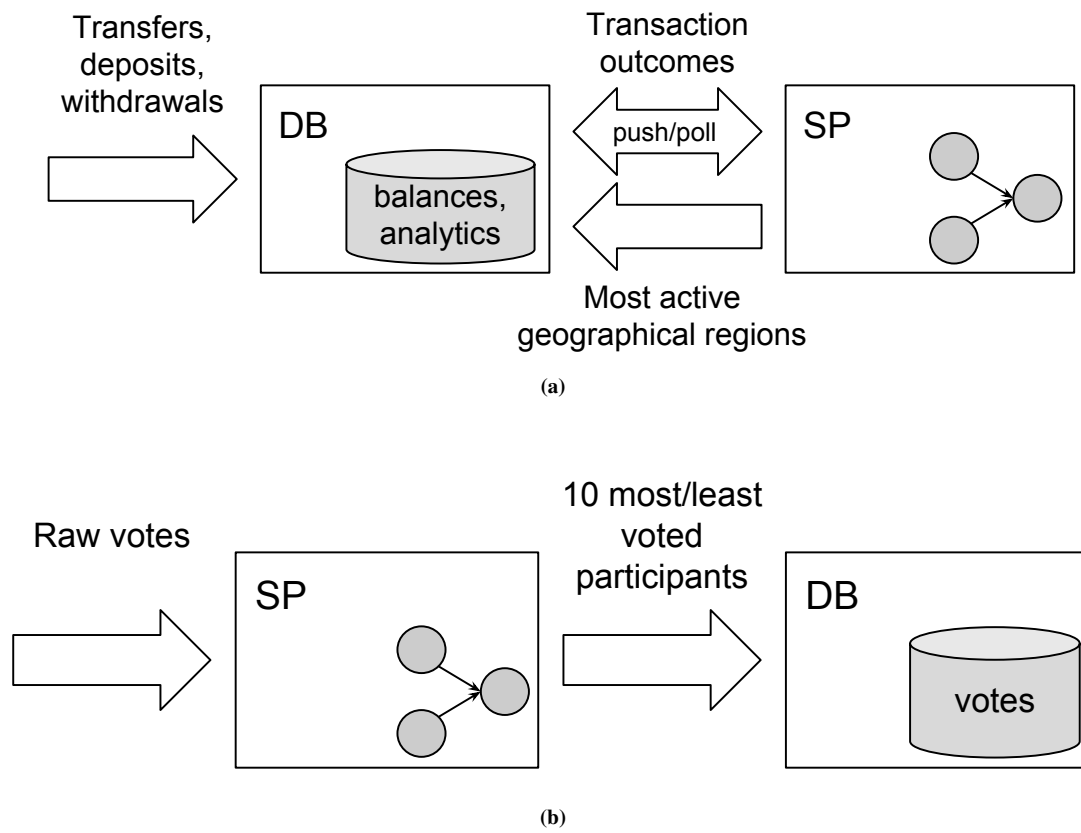 Transfers,
deposits,
withdrawals
DB
balances,
analytics
Transaction
outcomes
push/poll
SP
Most active
geographical regions
(a)
Raw votes
SP
10 most/least
voted
participants
DB
votes
(b)